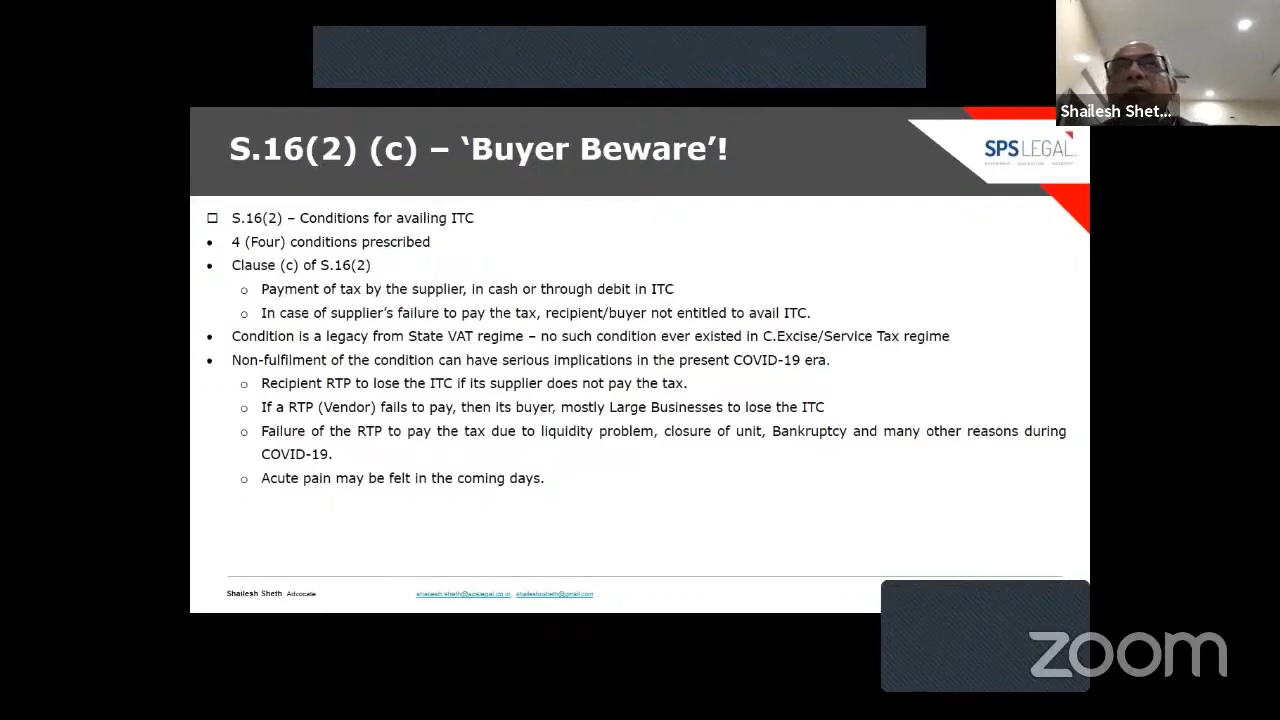 Shailesh Shet...
S.16(2) (c) – ‘Buyer Beware’!
SPS LEGAL
☐ S.16(2) – Conditions for availing ITC
• 4 (Four) conditions prescribed
• Clause (c) of S.16(2)
o Payment of tax by the supplier, in cash or through debit in ITC
o In case of supplier’s failure to pay the tax, recipient/buyer not entitled to avail ITC.
• Condition is a legacy from State VAT regime – no such condition ever existed in C.Excise/Service Tax regime
• Non-fulfilment of the condition can have serious implications in the present COVID-19 era.
o Recipient RTP to lose the ITC if its supplier does not pay the tax.
o If a RTP (Vendor) fails to pay, then its buyer, mostly Large Businesses to lose the ITC
o Failure of the RTP to pay the tax due to liquidity problem, closure of unit, Bankruptcy and many other reasons during
COVID-19.
o Acute pain may be felt in the coming days.
Shailesh Sheth Advocate
zoom